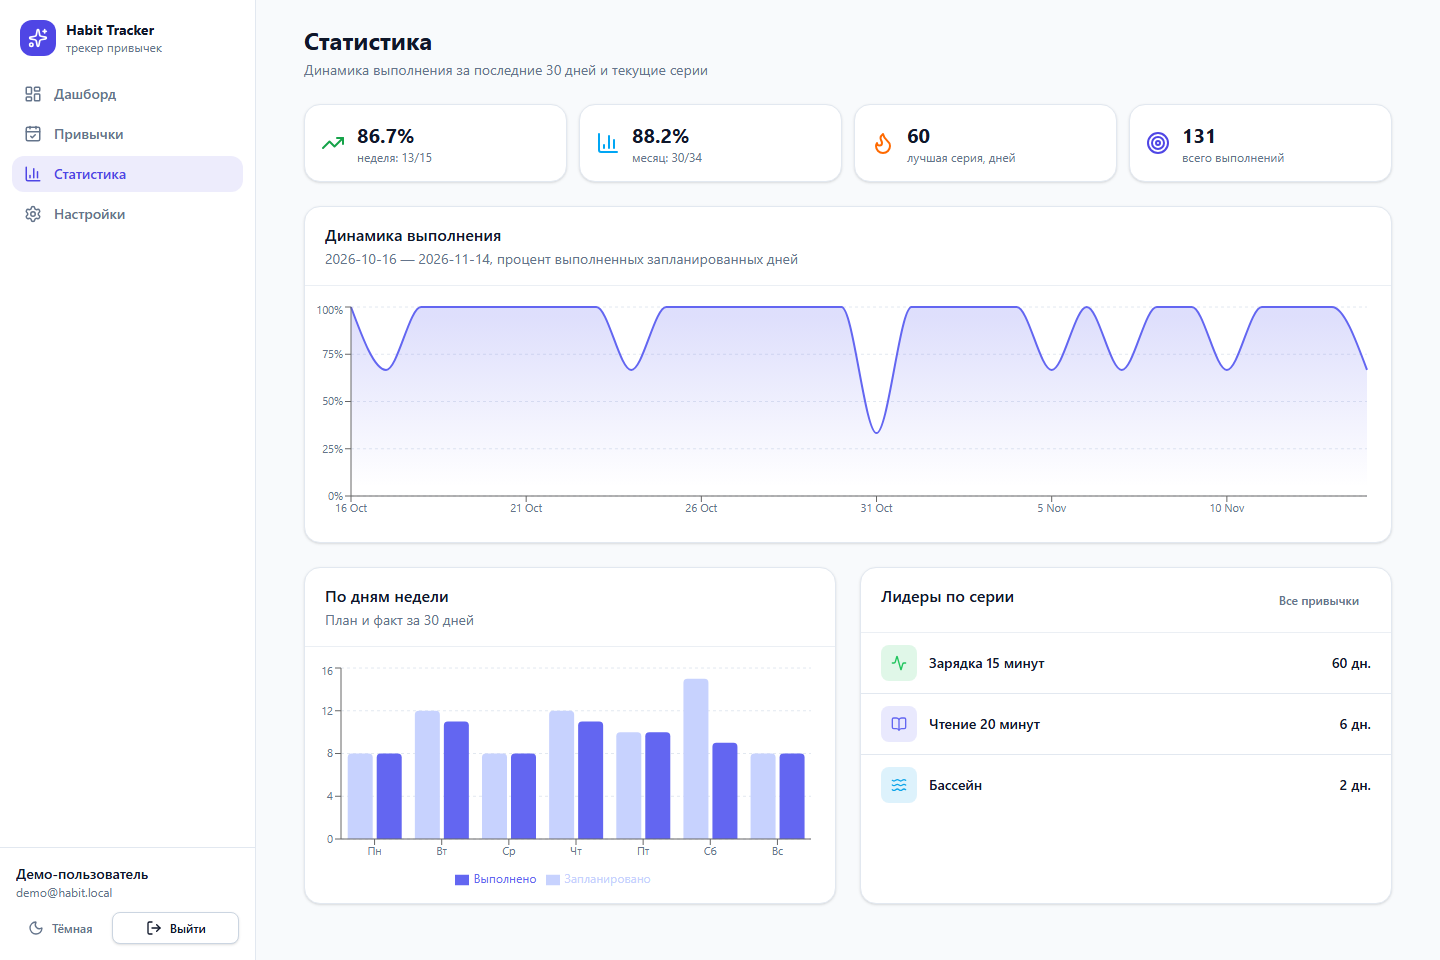 Habit Tracker
трекер привычек
Дашборд
Привычки
Статистика
Настройки
Демо-пользователь
demo@habit.local
Тёмная
Выйти
Статистика
Динамика выполнения за последние 30 дней и текущие серии
86.7%
неделя: 13/15
88.2%
месяц: 30/34
60
лучшая серия, дней
131
всего выполнений
Динамика выполнения
2026-10-16 — 2026-11-14, процент выполненных запланированных дней
100%
75%
50%
25%
0%
16 Oct 21 Oct 26 Oct 31 Oct 5 Nov 10 Nov
По дням недели
План и факт за 30 дней
16
12
8
4
0
Пн Вт Ср Чт Пт Сб Вс
Выполнено Запланировано
Лидеры по серии
Все привычки
Зарядка 15 минут 60 дн.
Чтение 20 минут 6 дн.
Бассейн 2 дн.